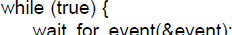 while (true) {
wait_for_event(&event);